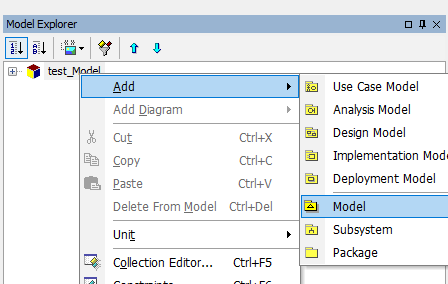 Model Explorer
test_Model
Add
Add Diagram
Cut Ctrl+X
Copy Ctrl+C
Paste Ctrl+V
Delete From Model Ctrl+Del
Unit
Collection Editor... Ctrl+F5
Use Case Model
Analysis Model
Design Model
Implementation Mode
Deployment Model
Model
Subsystem
Package